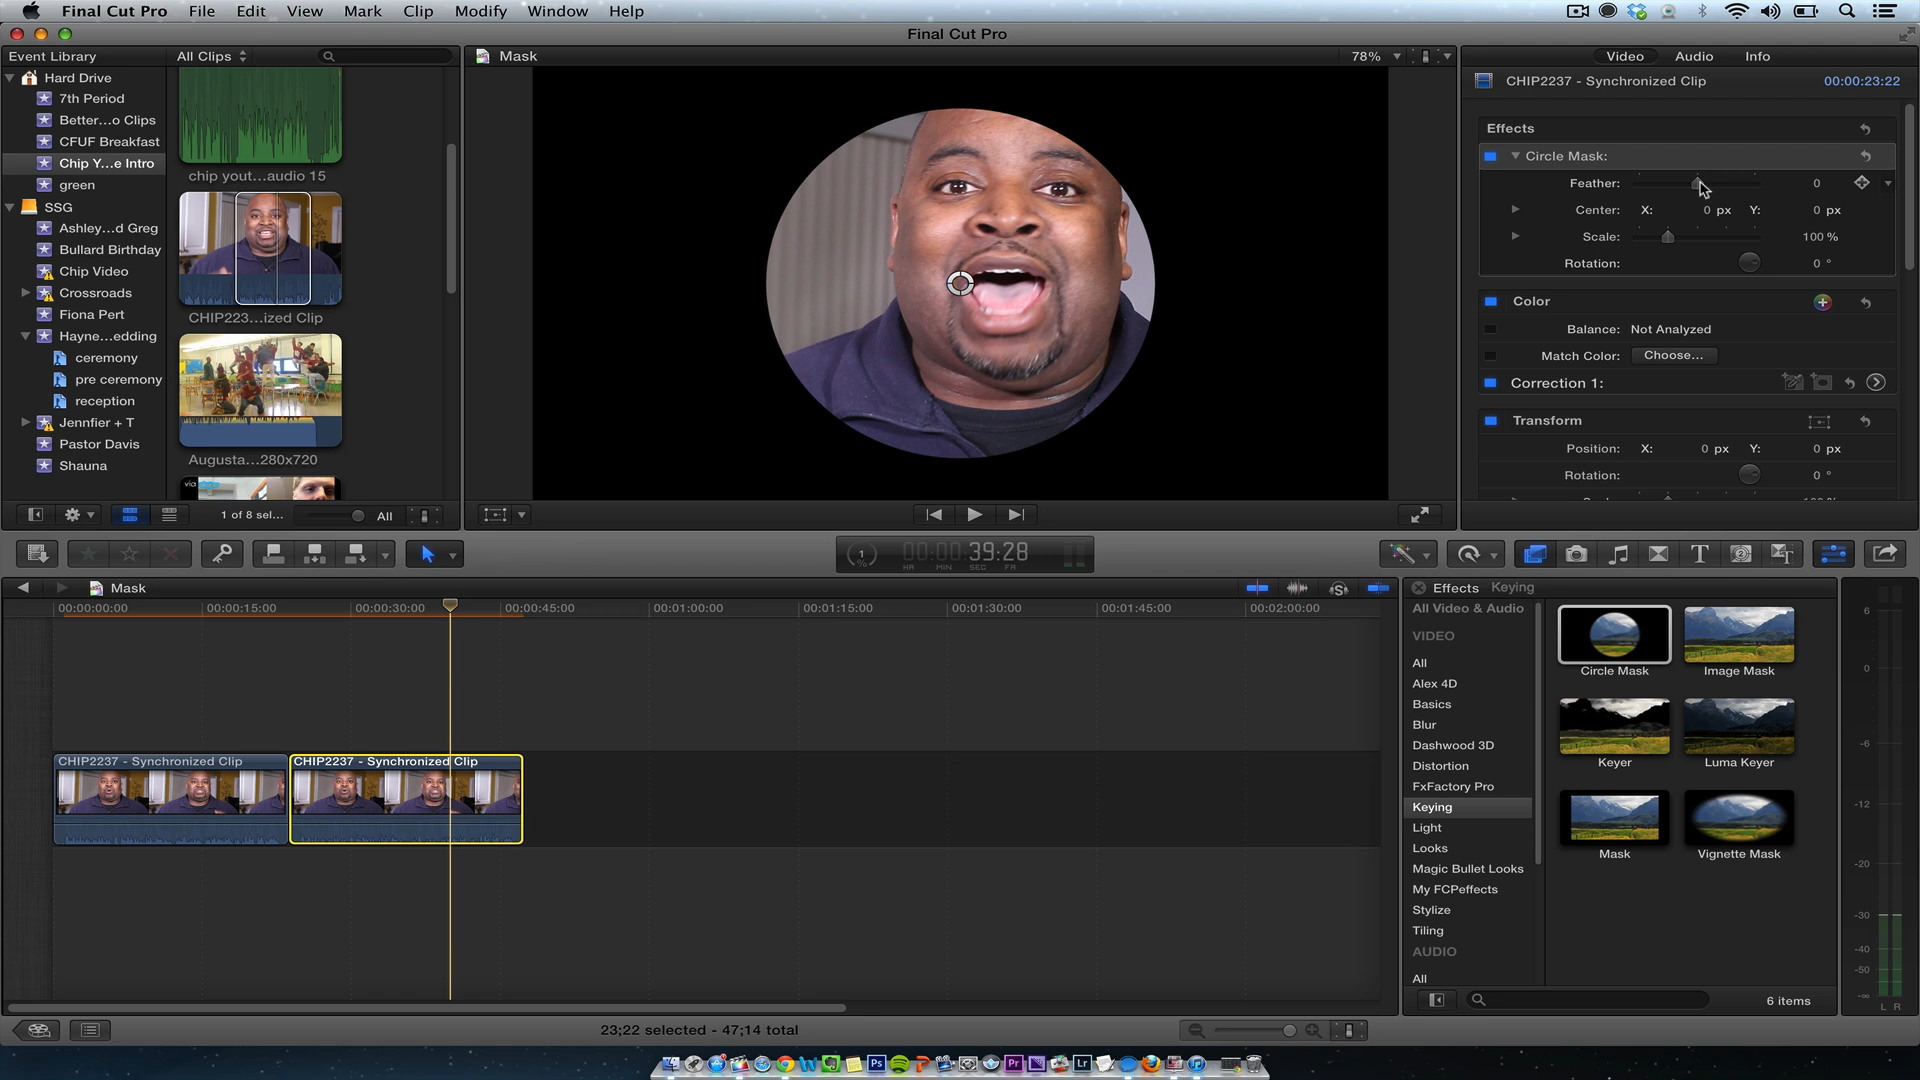 Final Cut Pro File Edit View Mark Clip Modify Window Help
Final Cut Pro
Event Library
All Clips
Hard Drive
7th Period
Better…o Clips
CFUF Breakfast
Chip Y…e Intro
green
SSG
Ashley…d Greg
Bullard Birthday
Chip Video
Crossroads
Fiona Pert
Hayne…edding
ceremony
pre ceremony
reception
Jennfier + T
Pastor Davis
Shauna
chip yout…audio 15
CHIP223…ized Clip
Augusta…280x720
via
1 of 8 sel...
All
Mask
78%
Video Audio Info
CHIP2237 - Synchronized Clip 00:00:23:22
Effects
Circle Mask:
Feather: 0
Center: X: 0 px Y: 0 px
Scale: 100 %
Rotation: 0 °
Color
Balance: Not Analyzed
Match Color: Choose...
Correction 1:
Transform
Position: X: 0 px Y: 0 px
Rotation: 0 °
1
%
00:00:39:28
HR MIN SEC FR
Mask
00:00:00:00 00:00:15:00 00:00:30:00 00:00:45:00 00:01:00:00 00:01:15:00 00:01:30:00 00:01:45:00 00:02:00:00
CHIP2237 - Synchronized Clip
CHIP2237 - Synchronized Clip
23;22 selected - 47;14 total
Effects Keying
All Video & Audio
VIDEO
All
Alex 4D
Basics
Blur
Dashwood 3D
Distortion
FxFactory Pro
Keying
Light
Looks
Magic Bullet Looks
My FCPeffects
Stylize
Tiling
AUDIO
All
Circle Mask
Image Mask
Keyer
Luma Keyer
Mask
Vignette Mask
6 items
6
0
-6
-12
-20
-30
-40
-50
-∞
L R
Ps
Pr
Lr